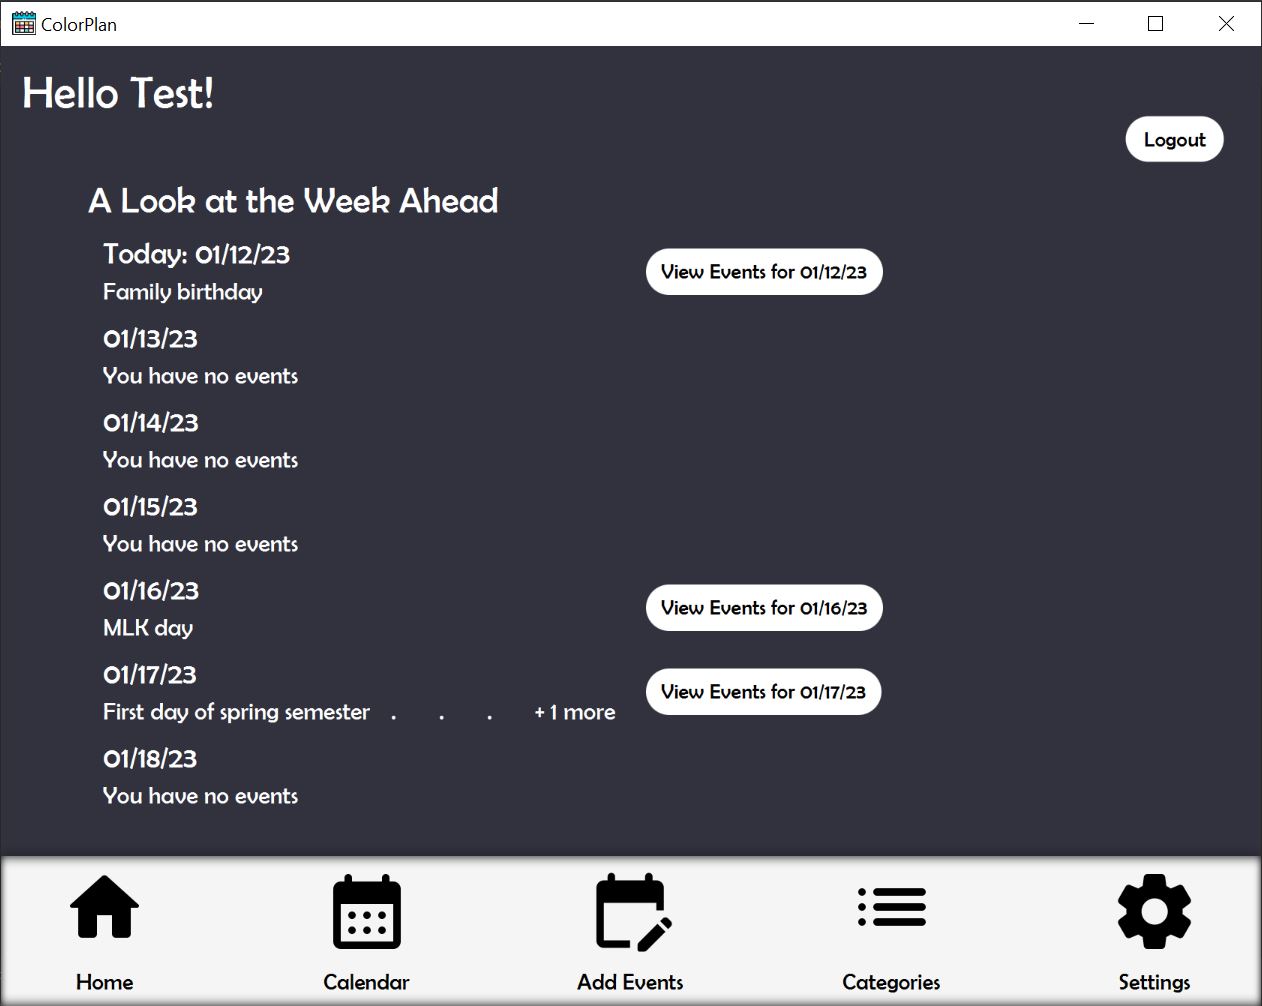 ColorPlan
Hello Test!
Logout
A Look at the Week Ahead
Today: 01/12/23
Family birthday
View Events for 01/12/23
01/13/23
You have no events
01/14/23
You have no events
01/15/23
You have no events
01/16/23
MLK day
View Events for 01/16/23
01/17/23
First day of spring semester . . . + 1 more
View Events for 01/17/23
01/18/23
You have no events
Home
Calendar
Add Events
Categories
Settings